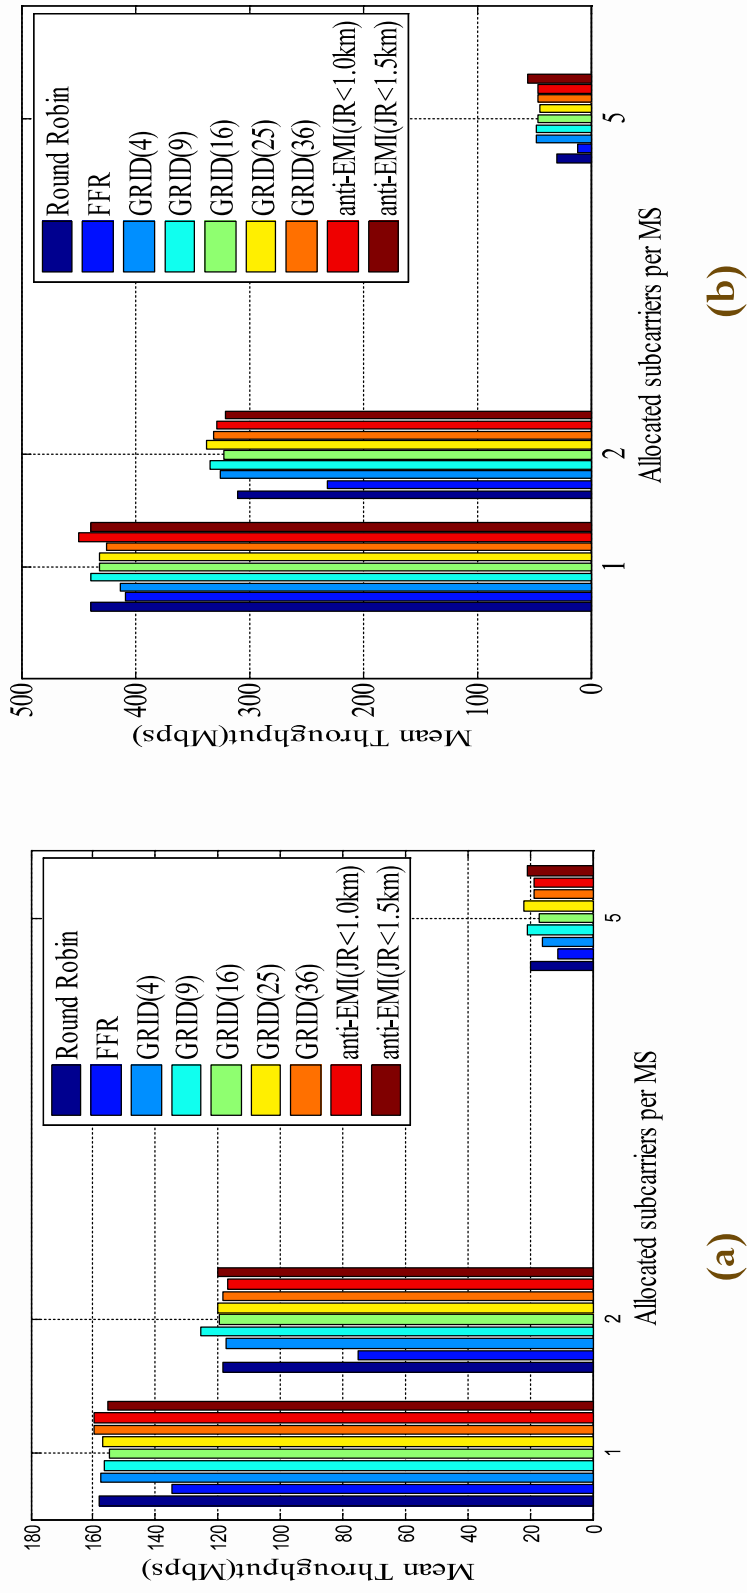 180
160
140
120
100
80
60
40
20
0
Mean Throughput(Mbps)
1
2
5
Allocated subcarriers per MS
Round Robin
FFR
GRID(4)
GRID(9)
GRID(16)
GRID(25)
GRID(36)
anti-EMI(JR<1.0km)
anti-EMI(JR<1.5km)
(a)
500
400
300
200
100
0
Mean Throughput(Mbps)
1
2
5
Allocated subcarriers per MS
Round Robin
FFR
GRID(4)
GRID(9)
GRID(16)
GRID(25)
GRID(36)
anti-EMI(JR<1.0km)
anti-EMI(JR<1.5km)
(b)